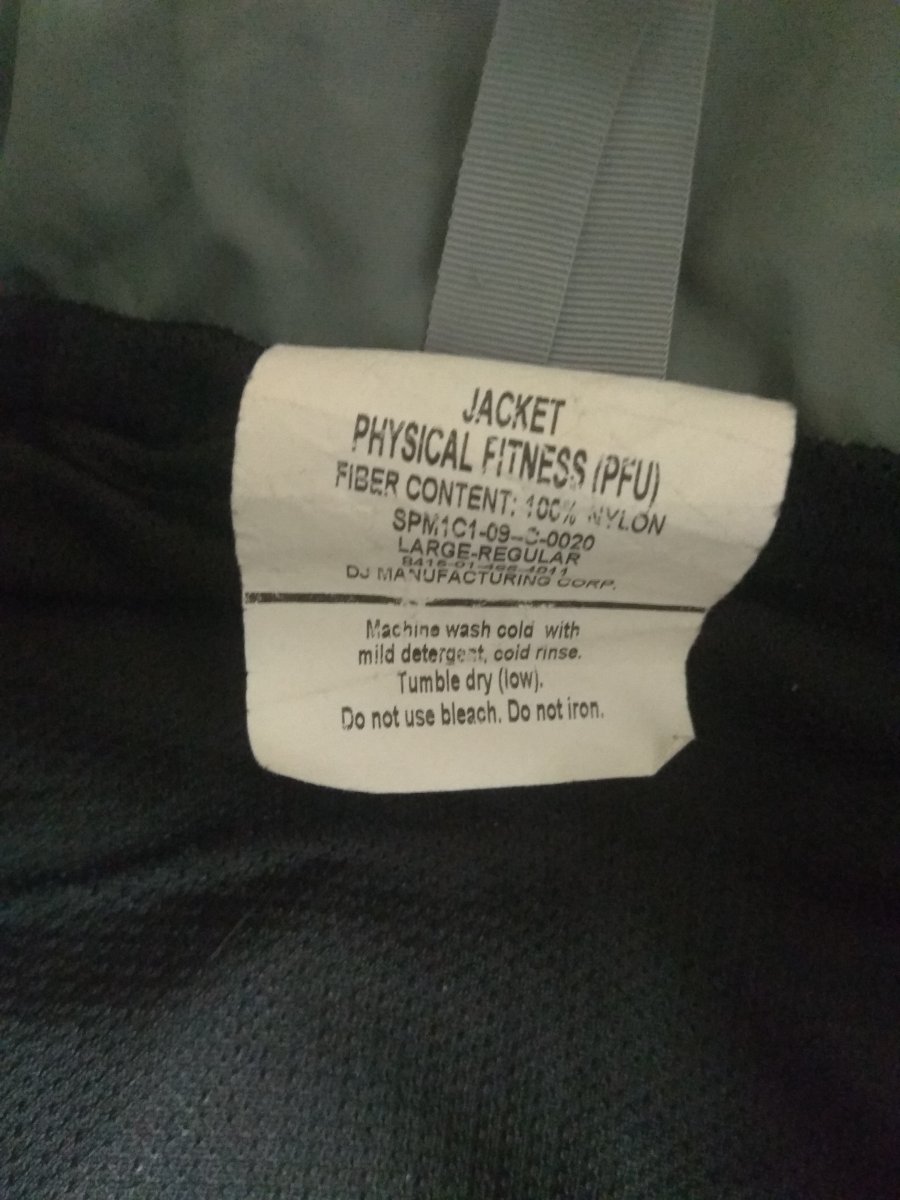 JACKET
PHYSICAL FITNESS (PFU)
FIBER CONTENT: 100% NYLON
SPM1C1-09-C-0020
LARGE-REGULAR
DJ MANUFACTURING CORP.
Machine wash cold with
mild detergent, cold rinse.
Tumble dry (low).
Do not use bleach. Do not iron.